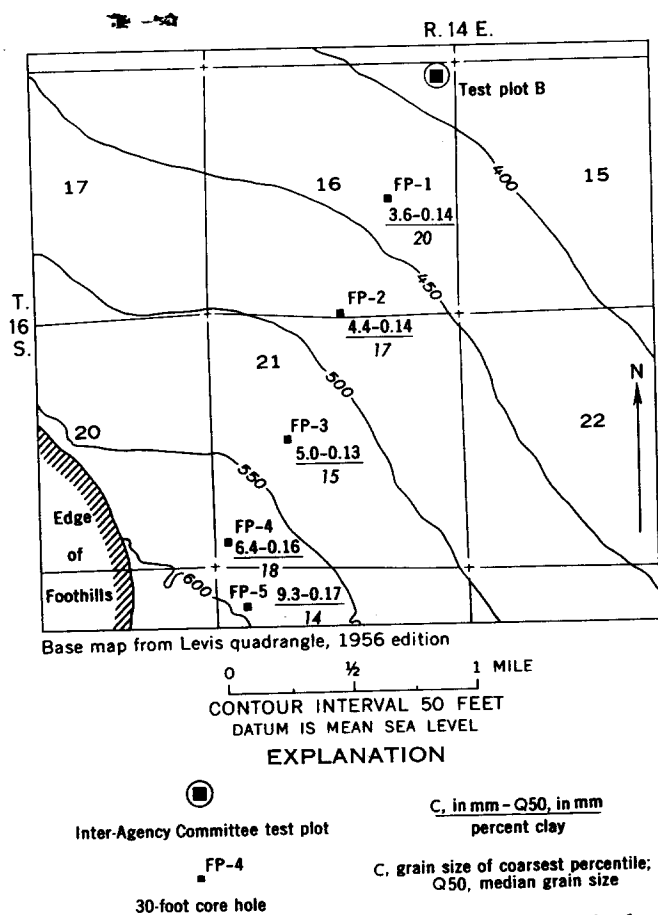 R. 14 E.
Test plot B
400
15
17
16
FP-1
3.6-0.14
20
450
T.
16
S.
FP-2
4.4-0.14
17
21
500
N
FP-3
5.0-0.13
15
22
20
550
Edge
of
Foothills
FP-4
6.4-0.16
18
600
FP-5
9.3-0.17
14
Base map from Levis quadrangle, 1956 edition
0 ½ 1 MILE
CONTOUR INTERVAL 50 FEET
DATUM IS MEAN SEA LEVEL
EXPLANATION
Inter-Agency Committee test plot
C, in mm - Q50, in mm
percent clay
FP-4
30-foot core hole
C, grain size of coarsest percentile;
Q50, median grain size